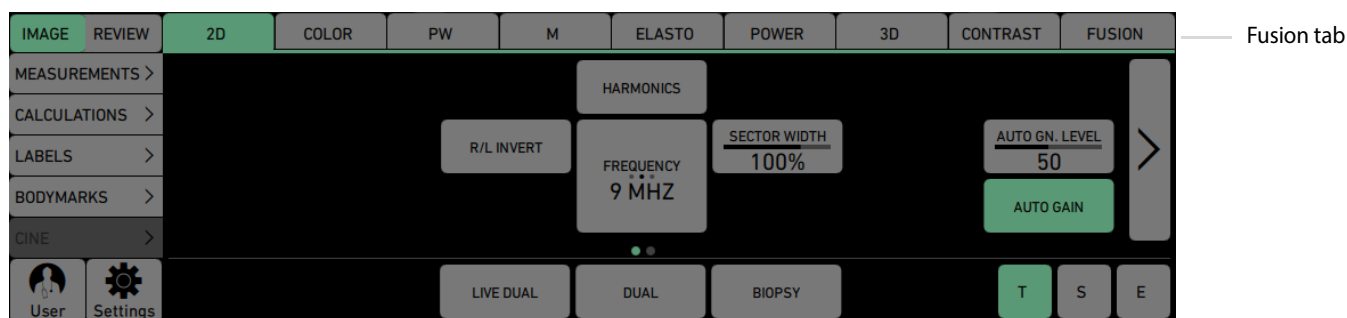 IMAGE REVIEW 2D COLOR PW M ELASTO POWER 3D CONTRAST FUSION Fusion tab
MEASUREMENTS >
CALCULATIONS >
LABELS >
BODYMARKS >
CINE >
HARMONICS
R/L INVERT
FREQUENCY
9 MHZ
SECTOR WIDTH
100%
AUTO GN. LEVEL
50
AUTO GAIN
User Settings
LIVE DUAL DUAL BIOPSY T S E